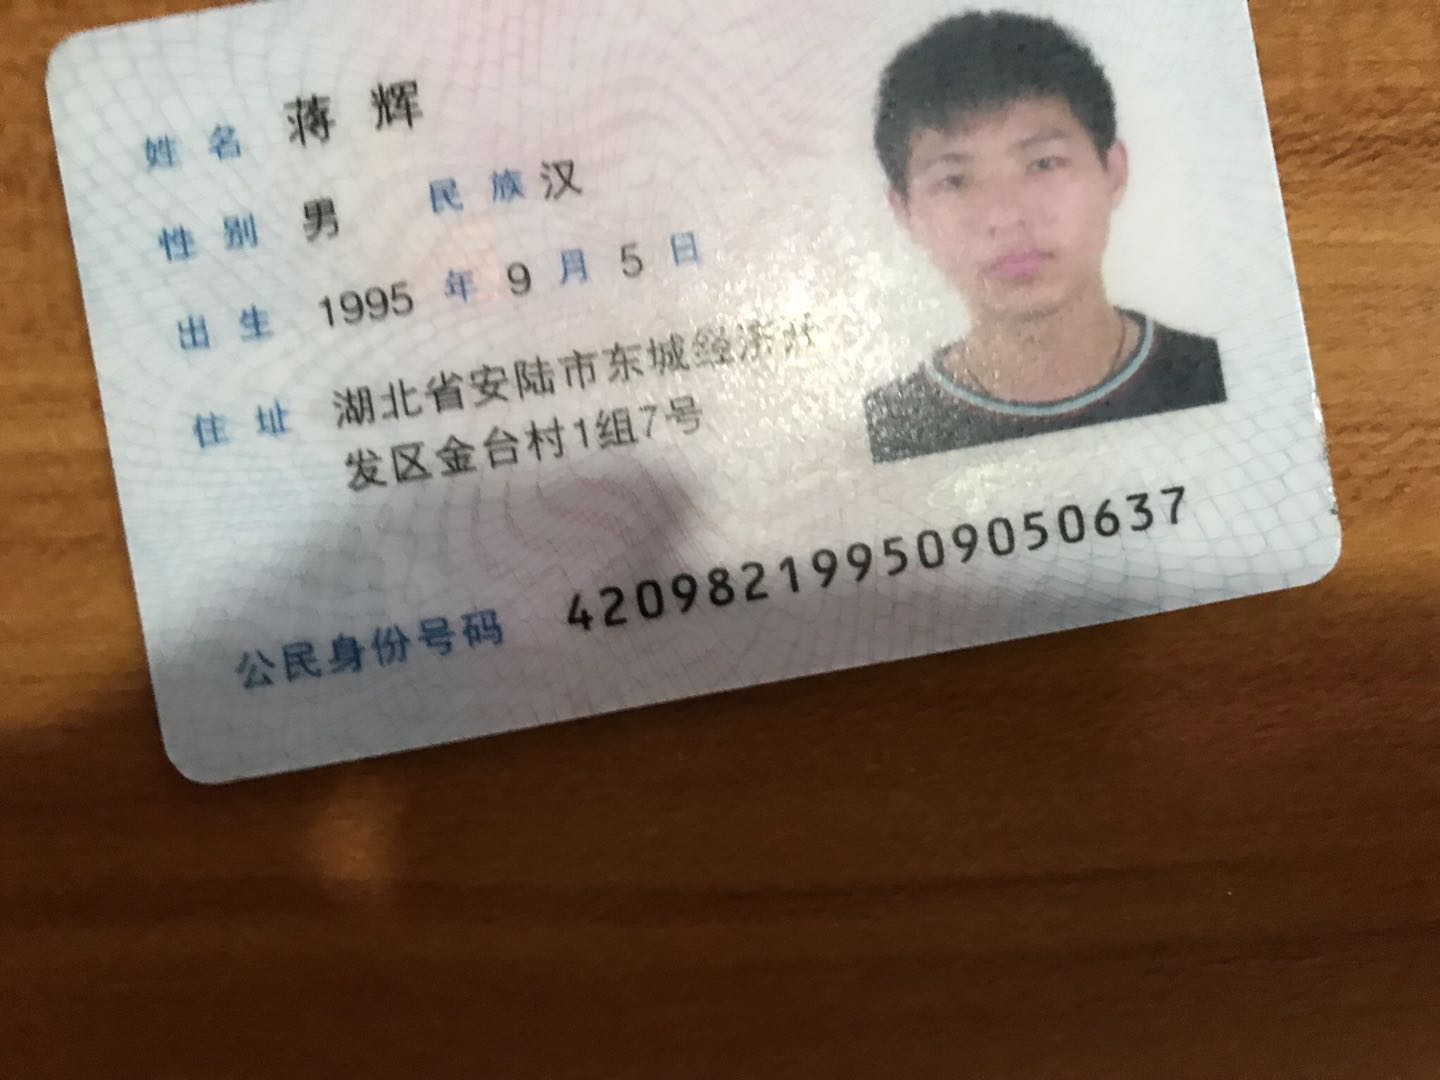 姓名 蒋辉
性别 男 民族 汉
出生 1995 年 9 月 5 日
住址 湖北省安陆市东城经济开
发区金台村1组7号
公民身份号码 420982199509050637